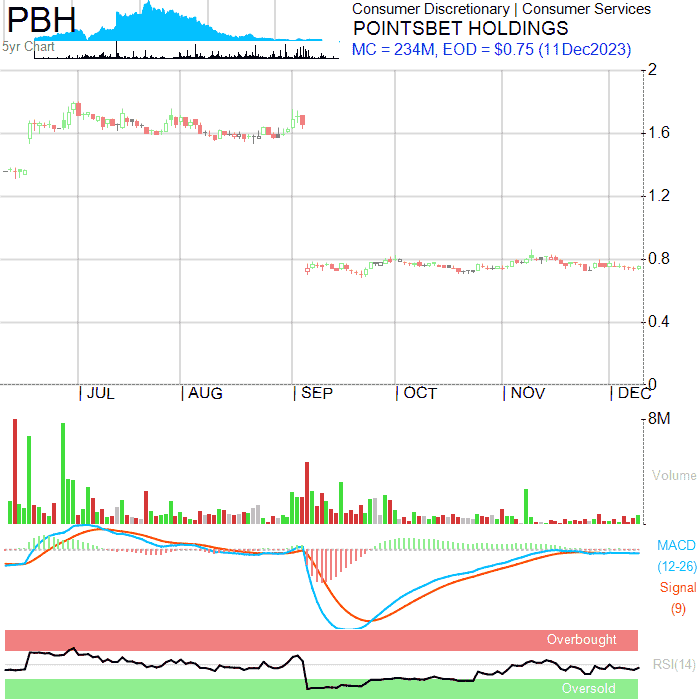 PBH
5yr Chart
Consumer Discretionary | Consumer Services
POINTSBET HOLDINGS
MC = 234M, EOD = $0.75 (11Dec2023)
2
1.6
1.2
0.8
0.4
0
JUL AUG SEP OCT NOV DEC
8M
Volume
MACD
(12-26)
Signal
(9)
Overbought
RSI(14)
Oversold